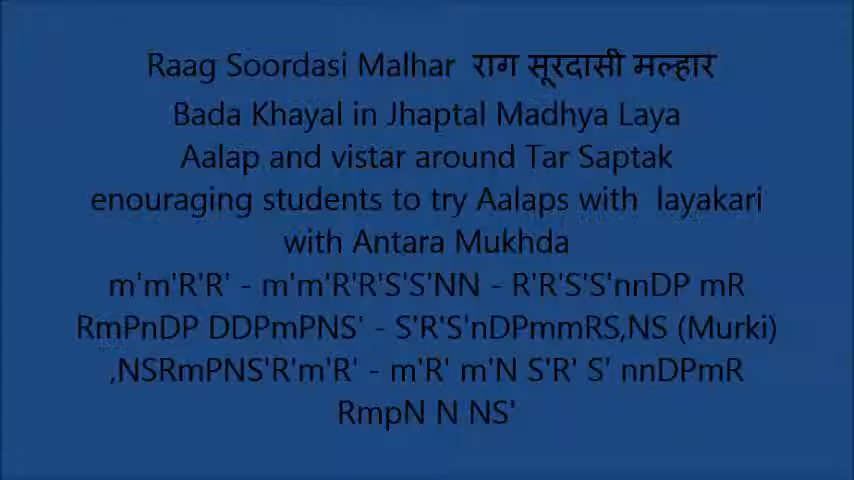 Raag Soordasi Malhar राग सूरदासी मल्हार
Bada Khayal in Jhaptal Madhya Laya
Aalap and vistar around Tar Saptak
enouraging students to try Aalaps with layakari
with Antara Mukhda
m'm'R'R' - m'm'R'R'S'S'NN - R'R'S'S'nnDP mR
RmPnDP DDPmPNS' - S'R'S'nDPmmRS,NS (Murki)
,NSRmPNS'R'm'R' - m'R' m'N S'R' S' nnDPmR
RmpN N NS'